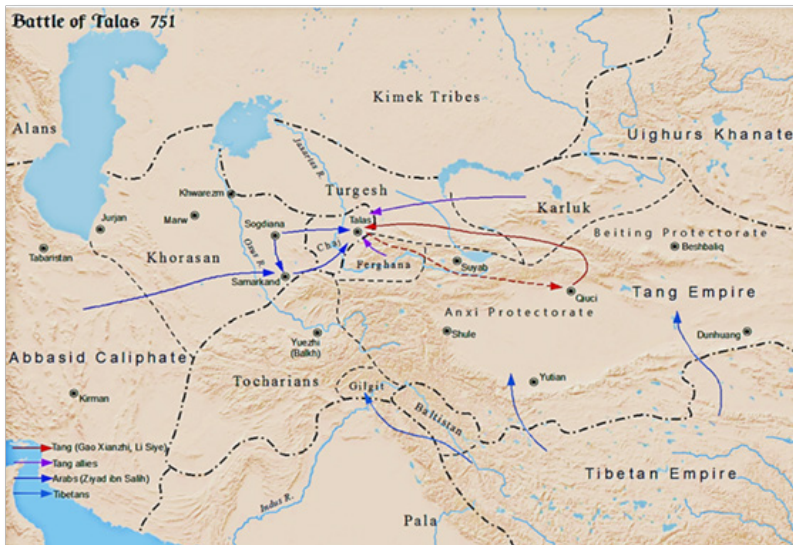 Battle of Talas 751
Kimek Tribes
Alans
Uighurs Khanate
Jaxartes R.
Khwarezm
Turgesh
Karluk
Jurjan
Marw
Sogdiana
Talas
Chaj
Beiting Protectorate
Beshbaliq
Tabaristan
Khorasan
Oxus R.
Ferghana
Suyab
Samarkand
Qiuci
Tang Empire
Anxi Protectorate
Yuezhi
(Balkh)
Shule
Dunhuang
Abbasid Caliphate
Tocharians
Gilgit
Yutian
Kirman
Baltistan
Tang (Gao Xianzhi, Li Siye)
Tang allies
Arabs (Ziyad ibn Salih)
Tibetans
Tibetan Empire
Indus R.
Pala